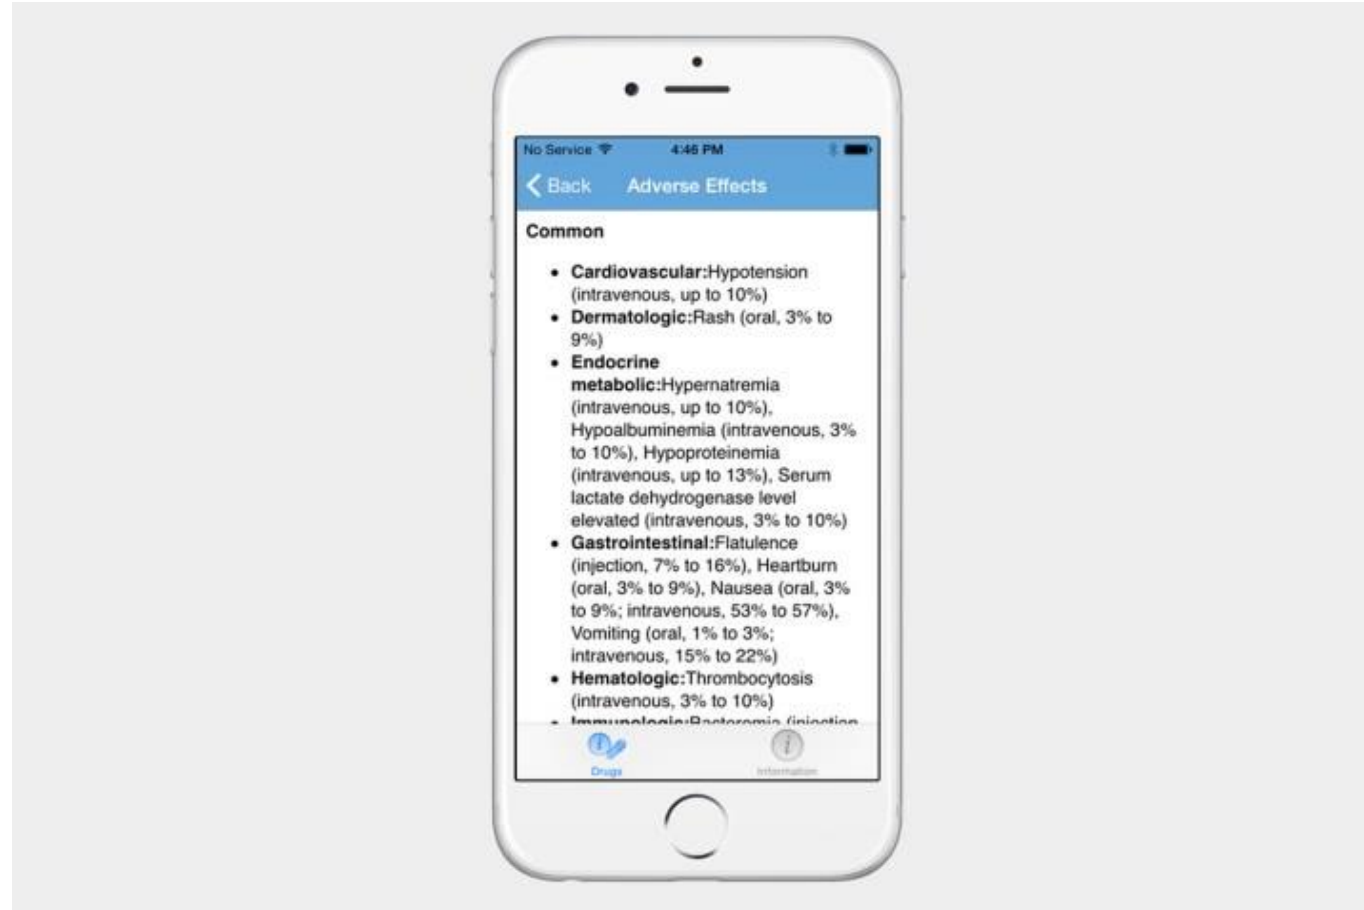 No Service 4:46 PM
Back Adverse Effects
Common
• Cardiovascular:Hypotension
(intravenous, up to 10%)
• Dermatologic:Rash (oral, 3% to
9%)
• Endocrine
metabolic:Hypernatremia
(intravenous, up to 10%),
Hypoalbuminemia (intravenous, 3%
to 10%), Hypoproteinemia
(intravenous, up to 13%), Serum
lactate dehydrogenase level
elevated (intravenous, 3% to 10%)
• Gastrointestinal:Flatulence
(injection, 7% to 16%), Heartburn
(oral, 3% to 9%), Nausea (oral, 3%
to 9%; intravenous, 53% to 57%),
Vomiting (oral, 1% to 3%;
intravenous, 15% to 22%)
• Hematologic:Thrombocytosis
(intravenous, 3% to 10%)
• Immunologic:Bacteremia (injection
Drugs Information